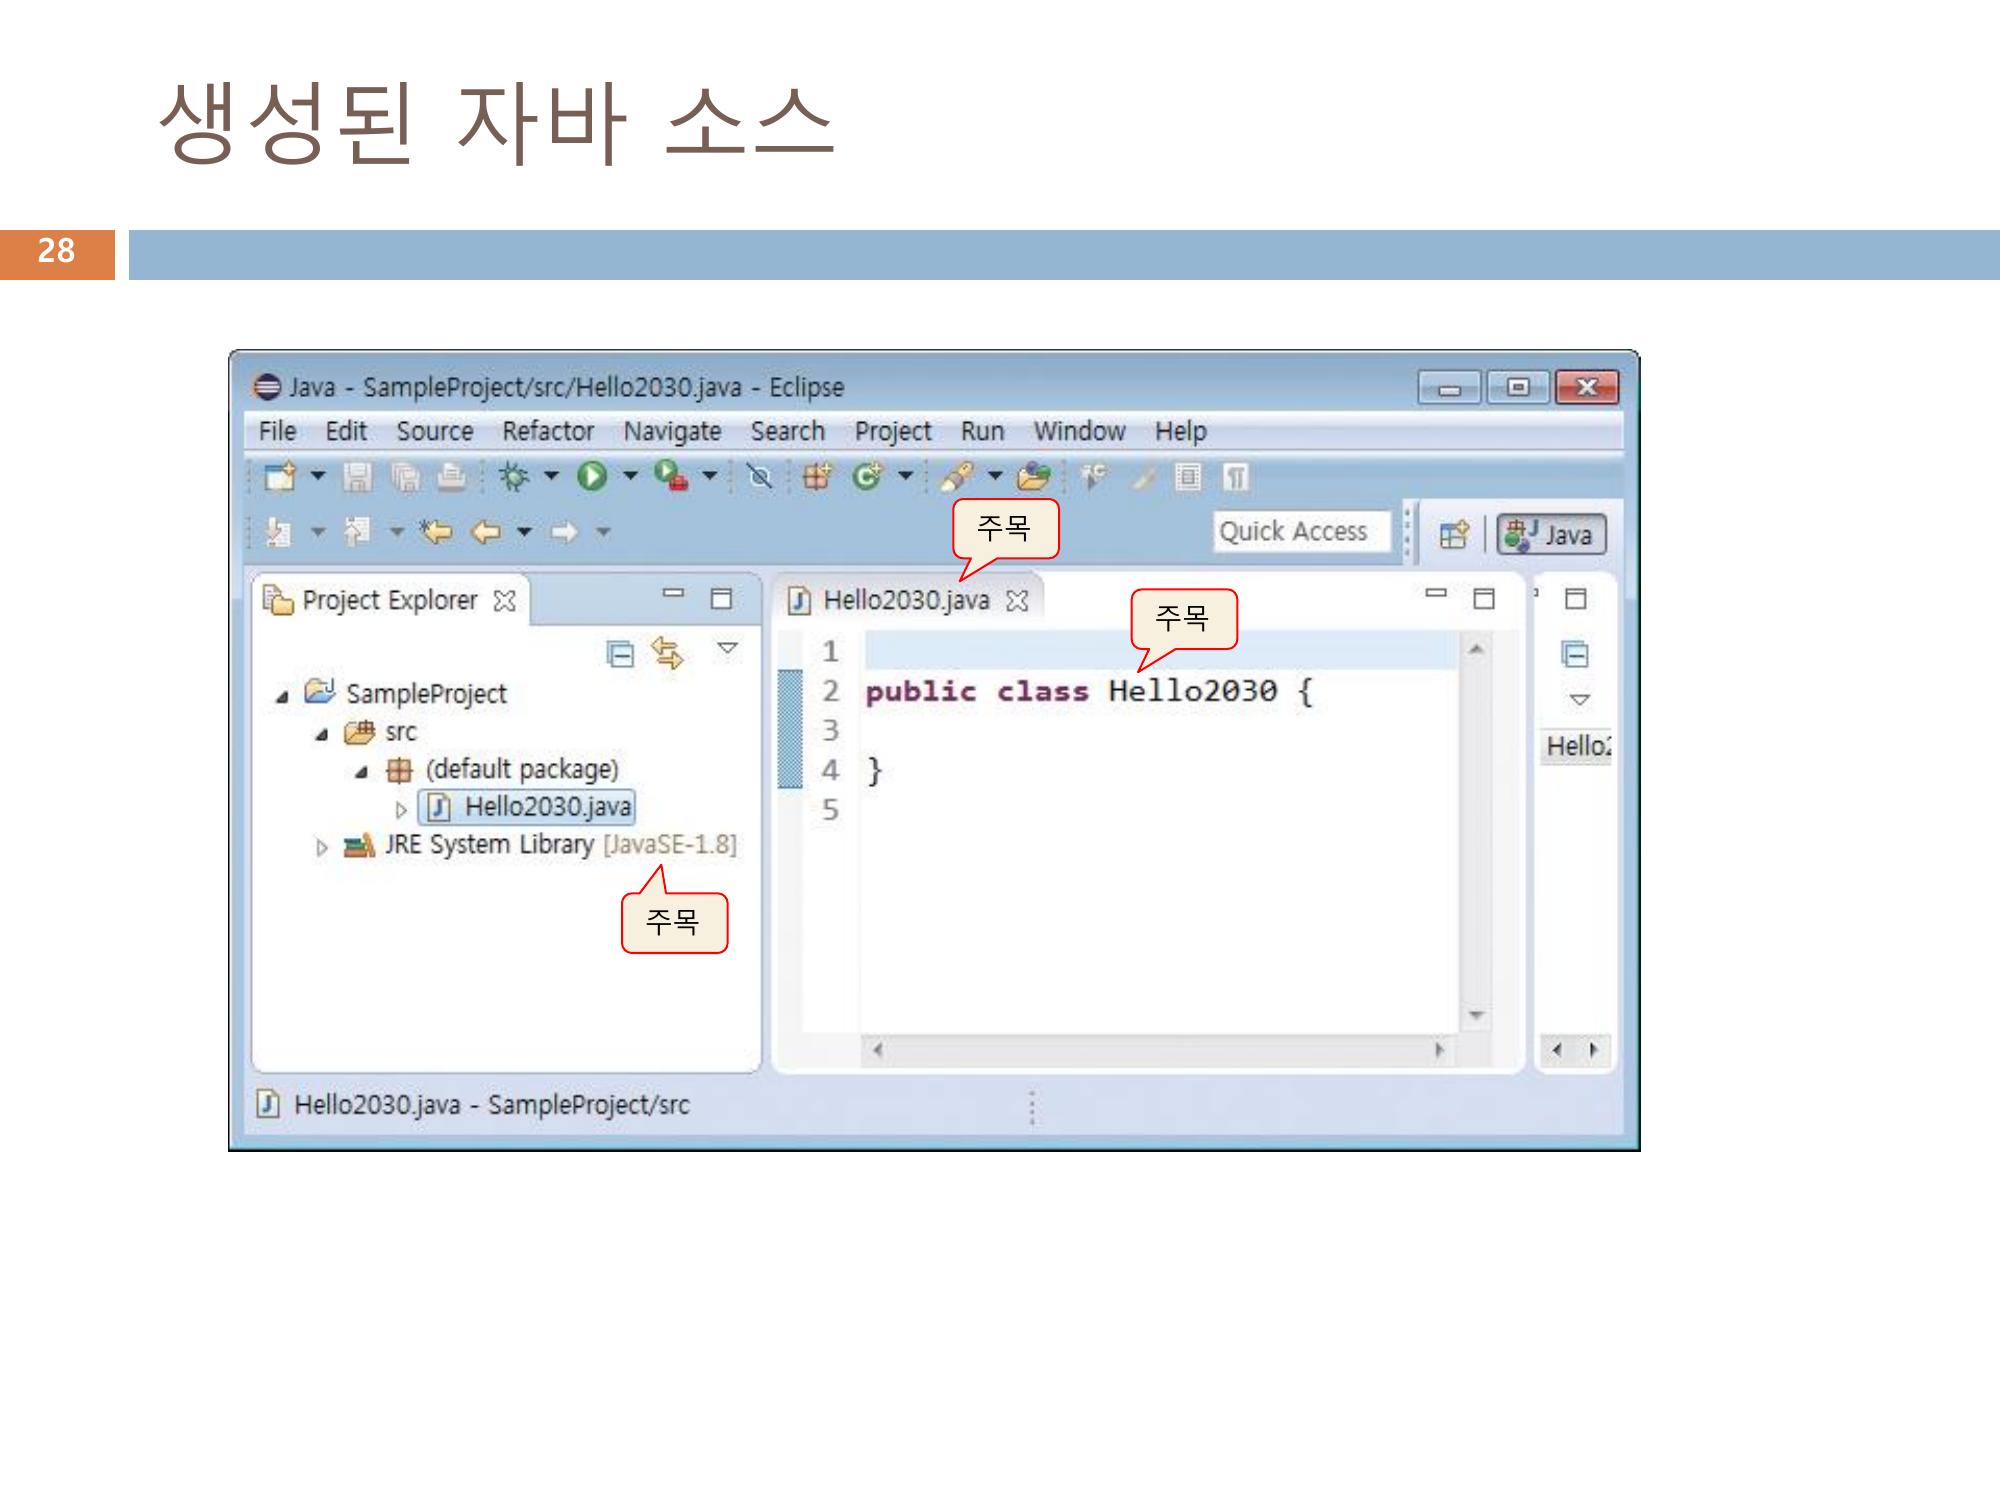 생성된 자바 소스
28
Java - SampleProject/src/Hello2030.java - Eclipse
File Edit Source Refactor Navigate Search Project Run Window Help
주목
Quick Access
Java
Project Explorer
Hello2030.java
주목
SampleProject
src
(default package)
Hello2030.java
JRE System Library [JavaSE-1.8]
주목
1
2 public class Hello2030 {
3
4 }
5
Hello2
Hello2030.java - SampleProject/src